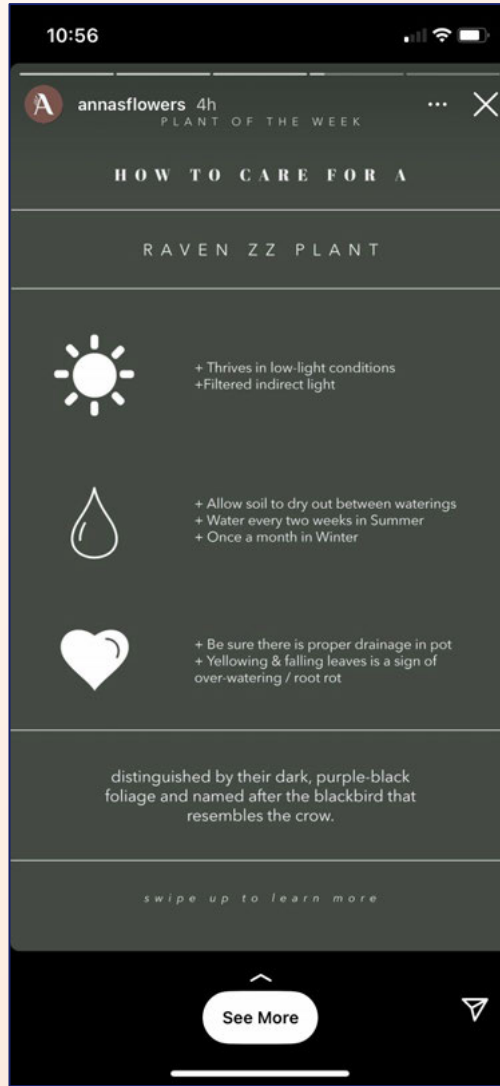 10:56
A annasflowers 4h
PLANT OF THE WEEK
HOW TO CARE FOR A
RAVEN ZZ PLANT
+ Thrives in low-light conditions
+Filtered indirect light
+ Allow soil to dry out between waterings
+ Water every two weeks in Summer
+ Once a month in Winter
+ Be sure there is proper drainage in pot
+ Yellowing & falling leaves is a sign of
over-watering / root rot
distinguished by their dark, purple-black
foliage and named after the blackbird that
resembles the crow.
swipe up to learn more
See More